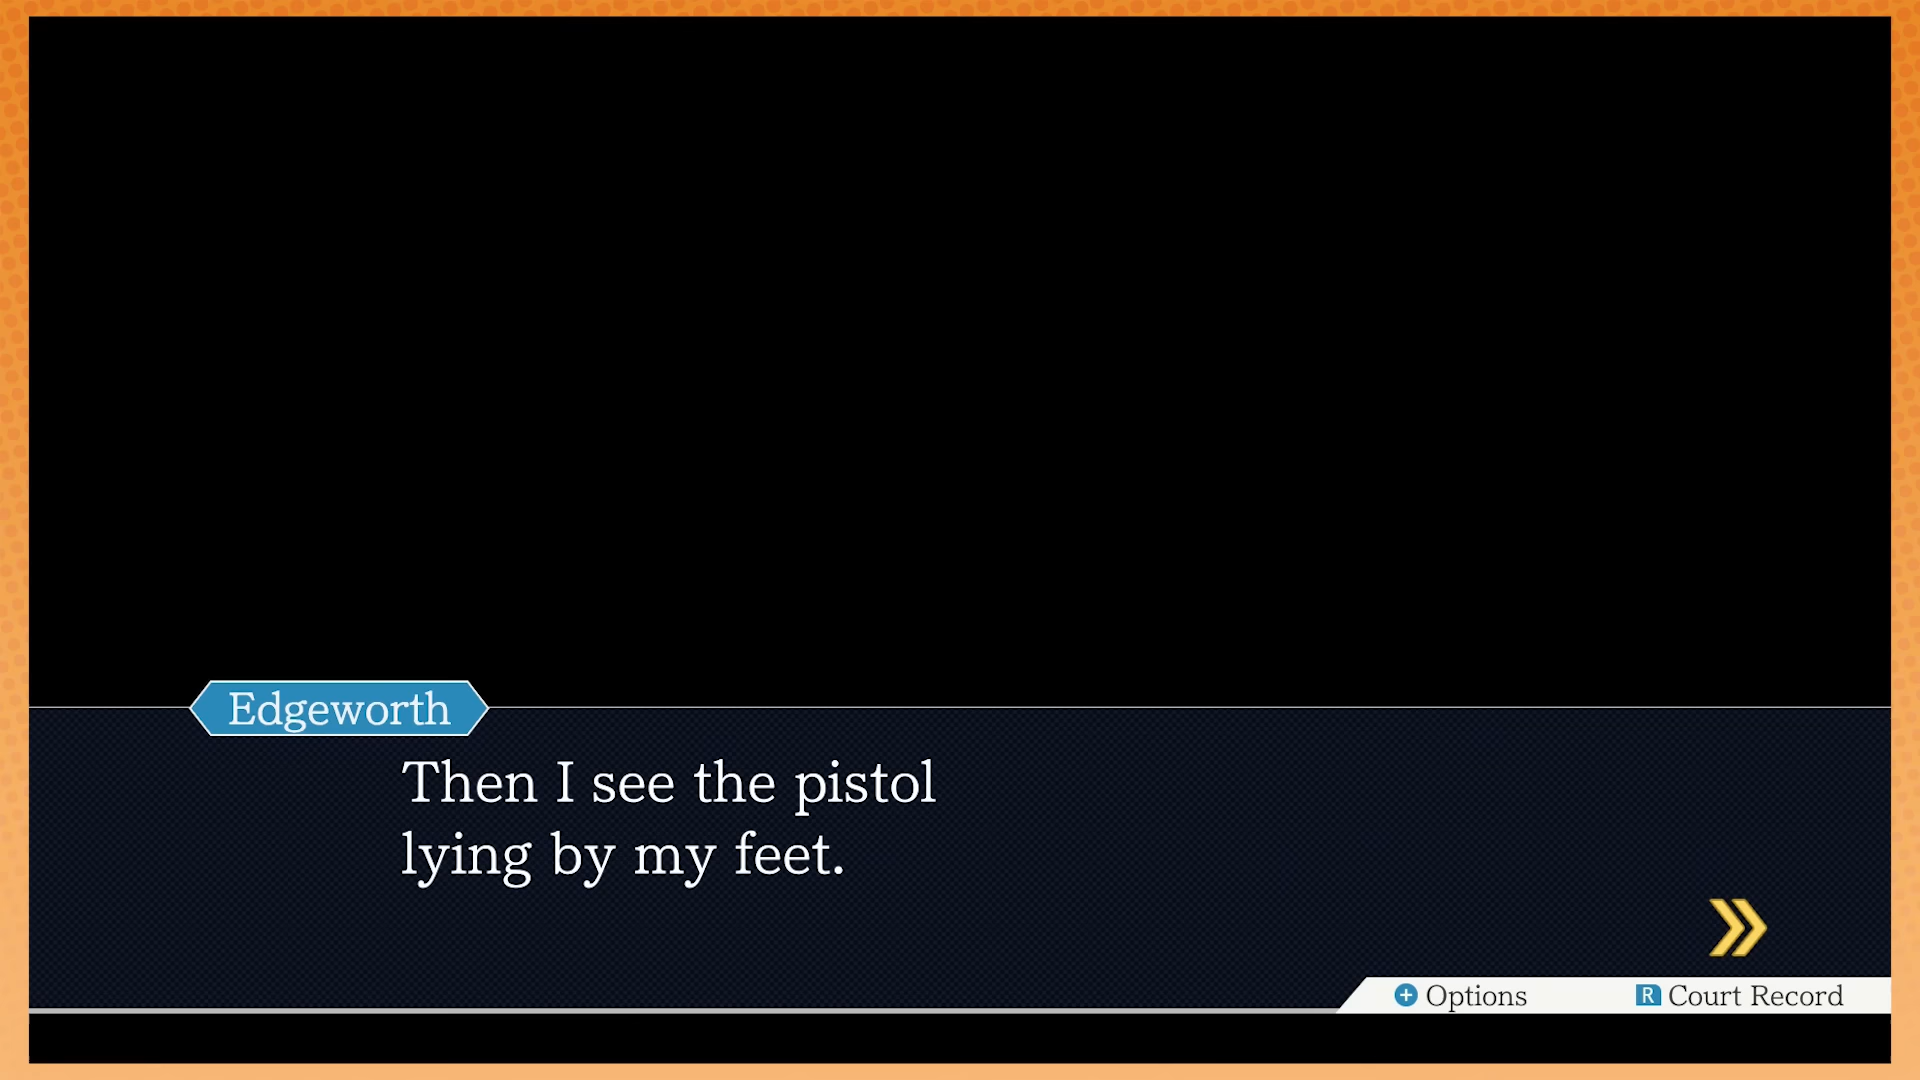 Edgeworth
Then I see the pistol
lying by my feet.
+ Options
R Court Record